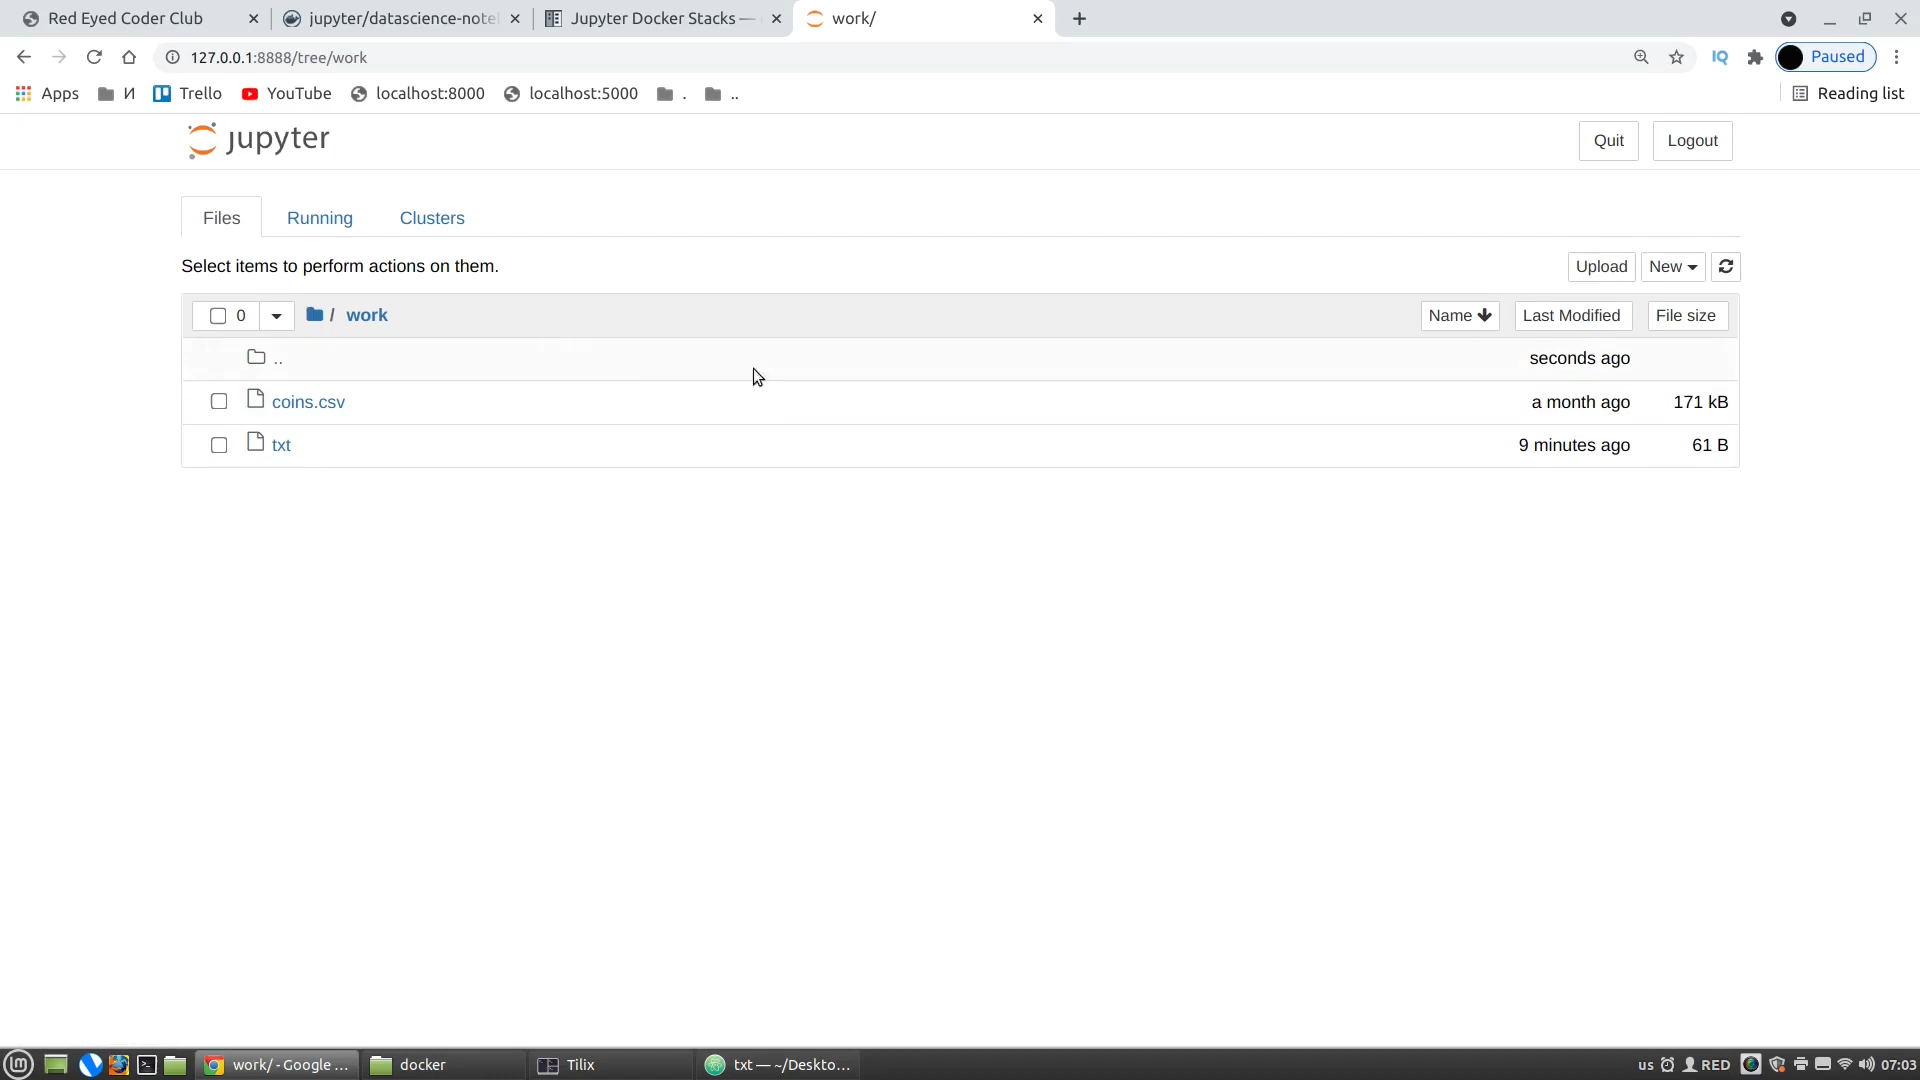 Red Eyed Coder Club
jupyter/datascience-note
Jupyter Docker Stacks —
work/
127.0.0.1:8888/tree/work
IQ
Paused
Apps
И
Trello
YouTube
localhost:8000
localhost:5000
.
..
Reading list
jupyter
Quit
Logout
Files
Running
Clusters
Select items to perform actions on them.
Upload
New
0
/ work
Name
Last Modified
File size
..
seconds ago
coins.csv
a month ago
171 kB
txt
9 minutes ago
61 B
lm
work/ - Google ...
docker
Tilix
txt — ~/Deskto...
us
RED
07:03